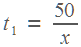 t₁ = 50/x